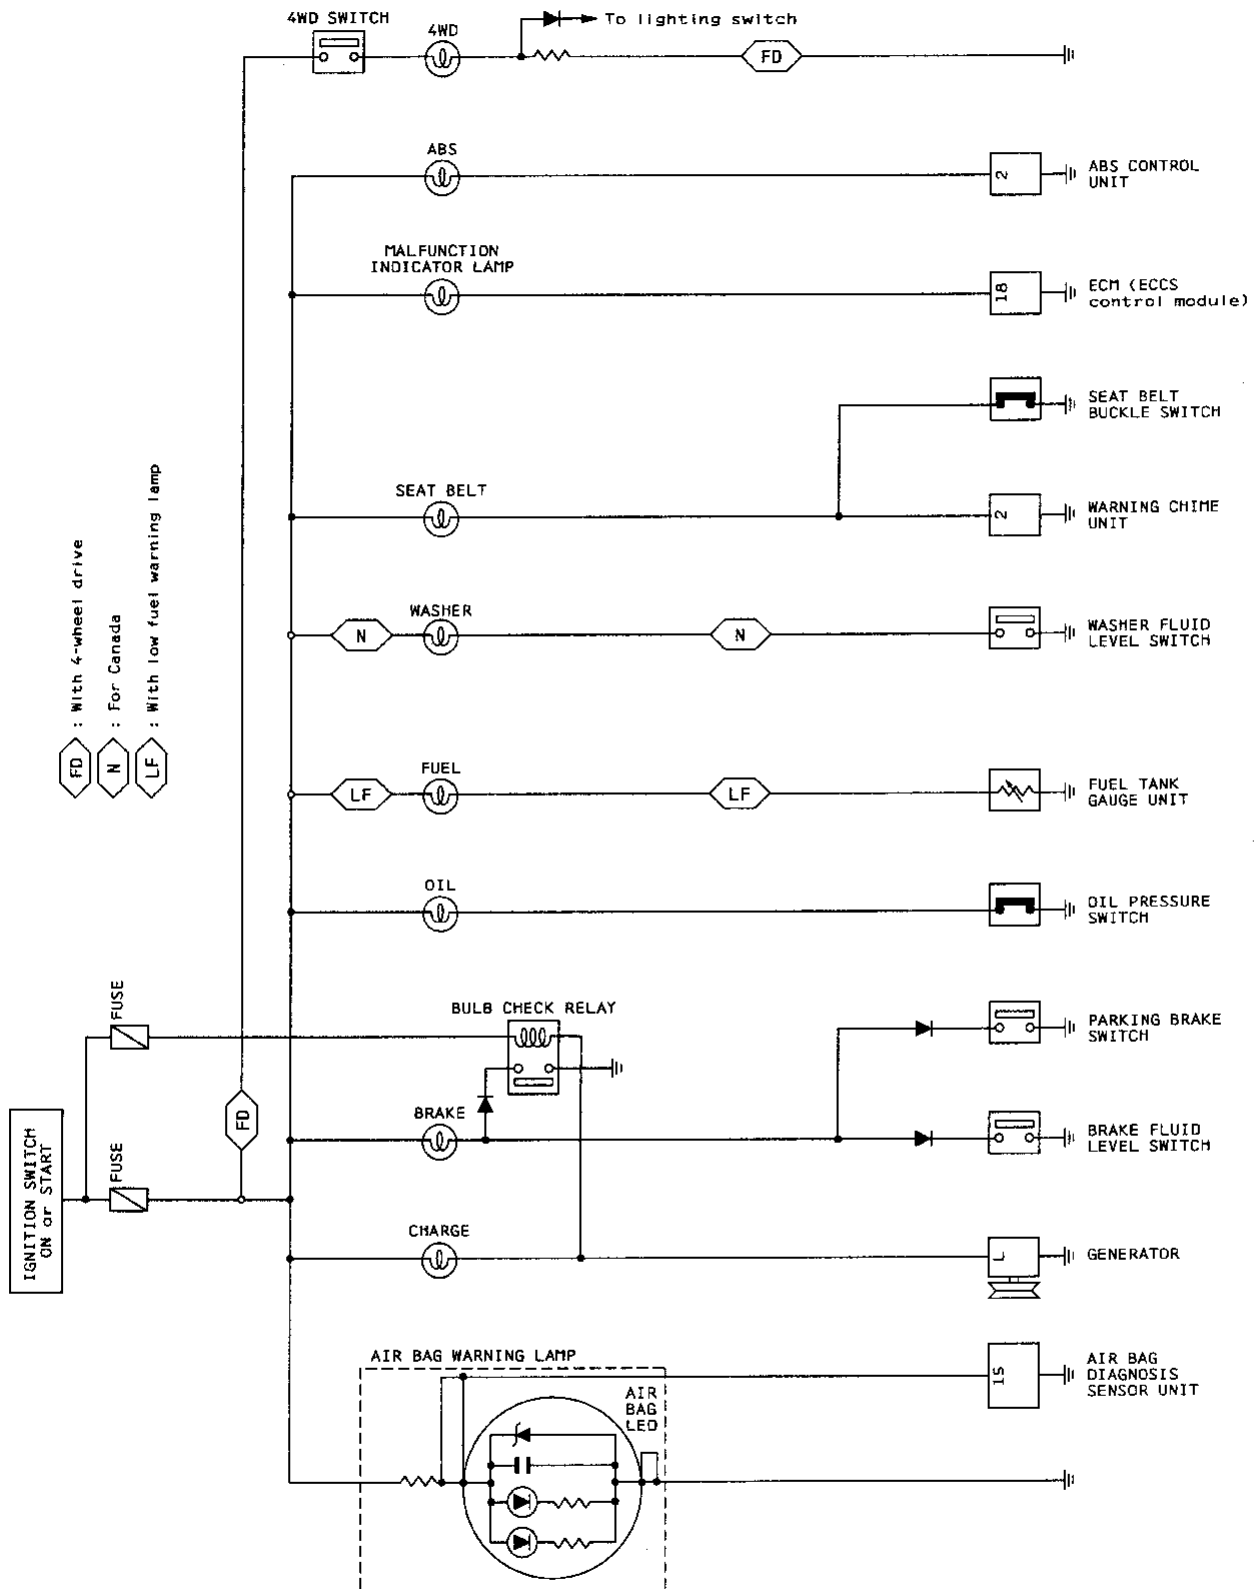 4WD SWITCH
4WD
To lighting switch
FD
ABS
2
ABS CONTROL
UNIT
MALFUNCTION
INDICATOR LAMP
18
ECM (ECCS
control module)
SEAT BELT
BUCKLE SWITCH
SEAT BELT
2
WARNING CHIME
UNIT
FD : With 4-wheel drive
N : For Canada
LF : With low fuel warning lamp
N
WASHER
N
WASHER FLUID
LEVEL SWITCH
LF
FUEL
LF
FUEL TANK
GAUGE UNIT
OIL
OIL PRESSURE
SWITCH
FUSE
BULB CHECK RELAY
PARKING BRAKE
SWITCH
FD
BRAKE
BRAKE FLUID
LEVEL SWITCH
IGNITION SWITCH
ON or START
FUSE
CHARGE
L
GENERATOR
AIR BAG WARNING LAMP
AIR
BAG
LED
15
AIR BAG
DIAGNOSIS
SENSOR UNIT